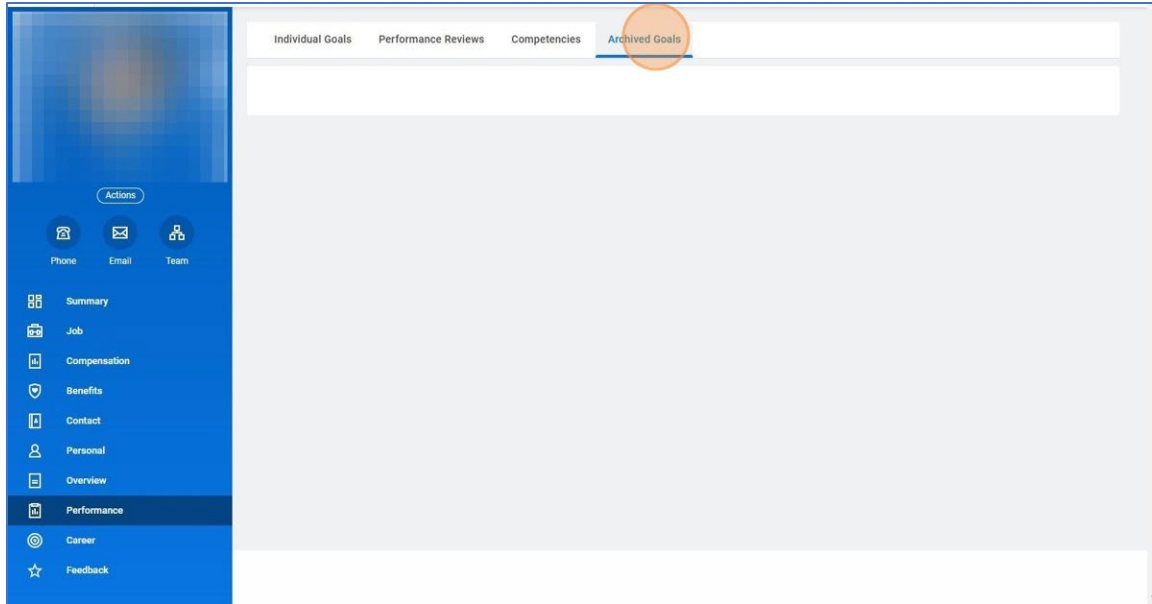 Individual Goals Performance Reviews Competencies Archived Goals
Actions
Phone Email Team
Summary
Job
Compensation
Benefits
Contact
Personal
Overview
Performance
Career
Feedback